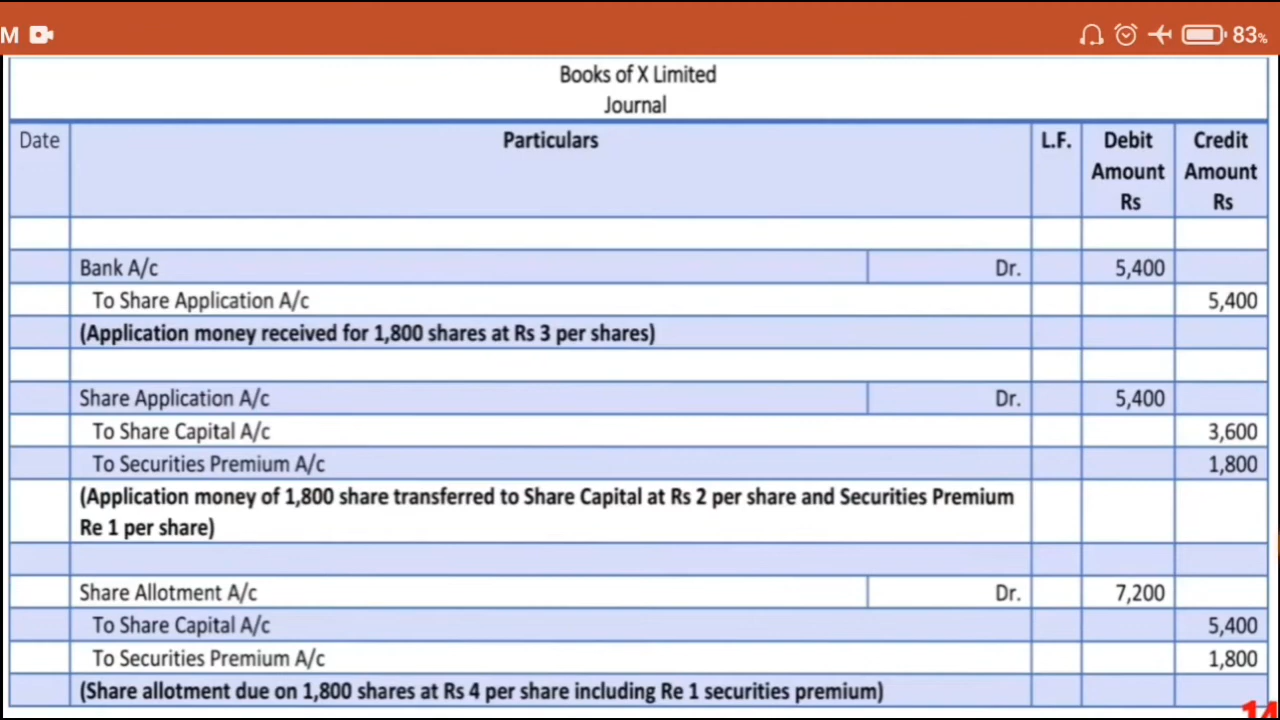 M 83%
Books of X Limited
Journal
Date Particulars L.F. Debit Credit
Amount Amount
Rs Rs
Bank A/c Dr. 5,400
To Share Application A/c 5,400
(Application money received for 1,800 shares at Rs 3 per shares)
Share Application A/c Dr. 5,400
To Share Capital A/c 3,600
To Securities Premium A/c 1,800
(Application money of 1,800 share transferred to Share Capital at Rs 2 per share and Securities Premium
Re 1 per share)
Share Allotment A/c Dr. 7,200
To Share Capital A/c 5,400
To Securities Premium A/c 1,800
(Share allotment due on 1,800 shares at Rs 4 per share including Re 1 securities premium)
14